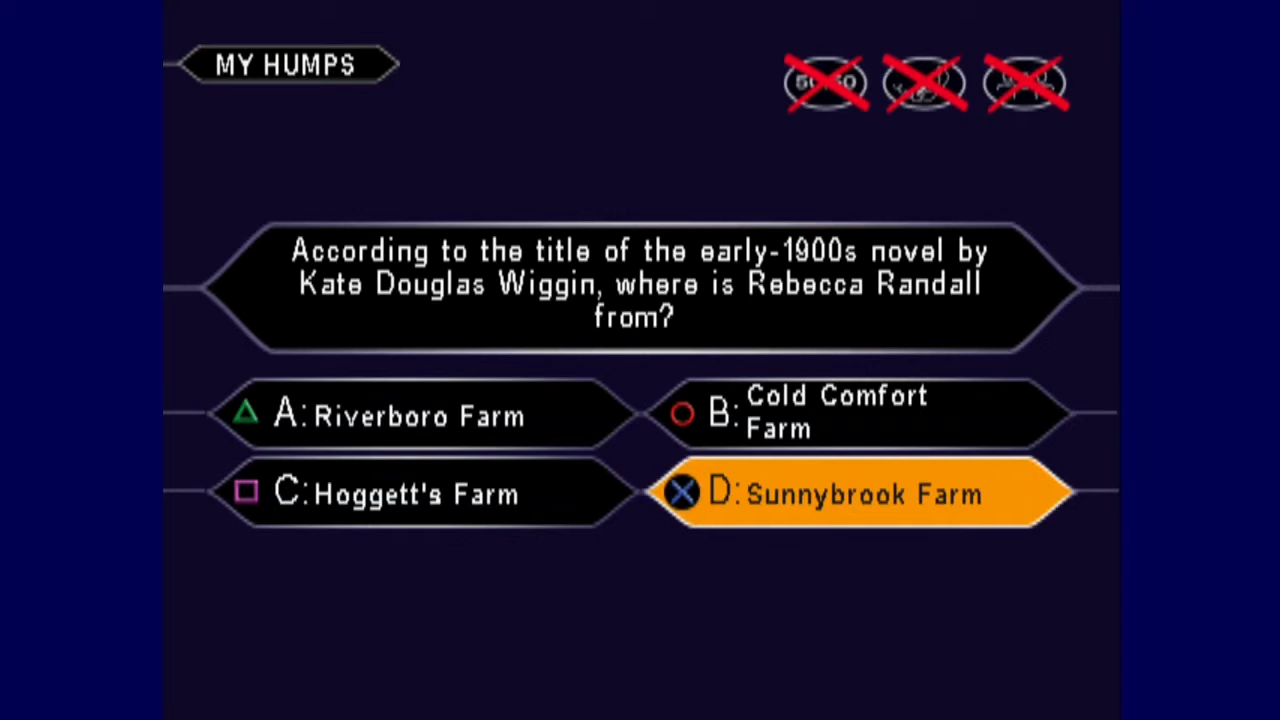 MY HUMPS
According to the title of the early-1900s novel by
Kate Douglas Wiggin, where is Rebecca Randall
from?
A: Riverboro Farm
B: Cold Comfort
Farm
C: Hoggett's Farm
D: Sunnybrook Farm